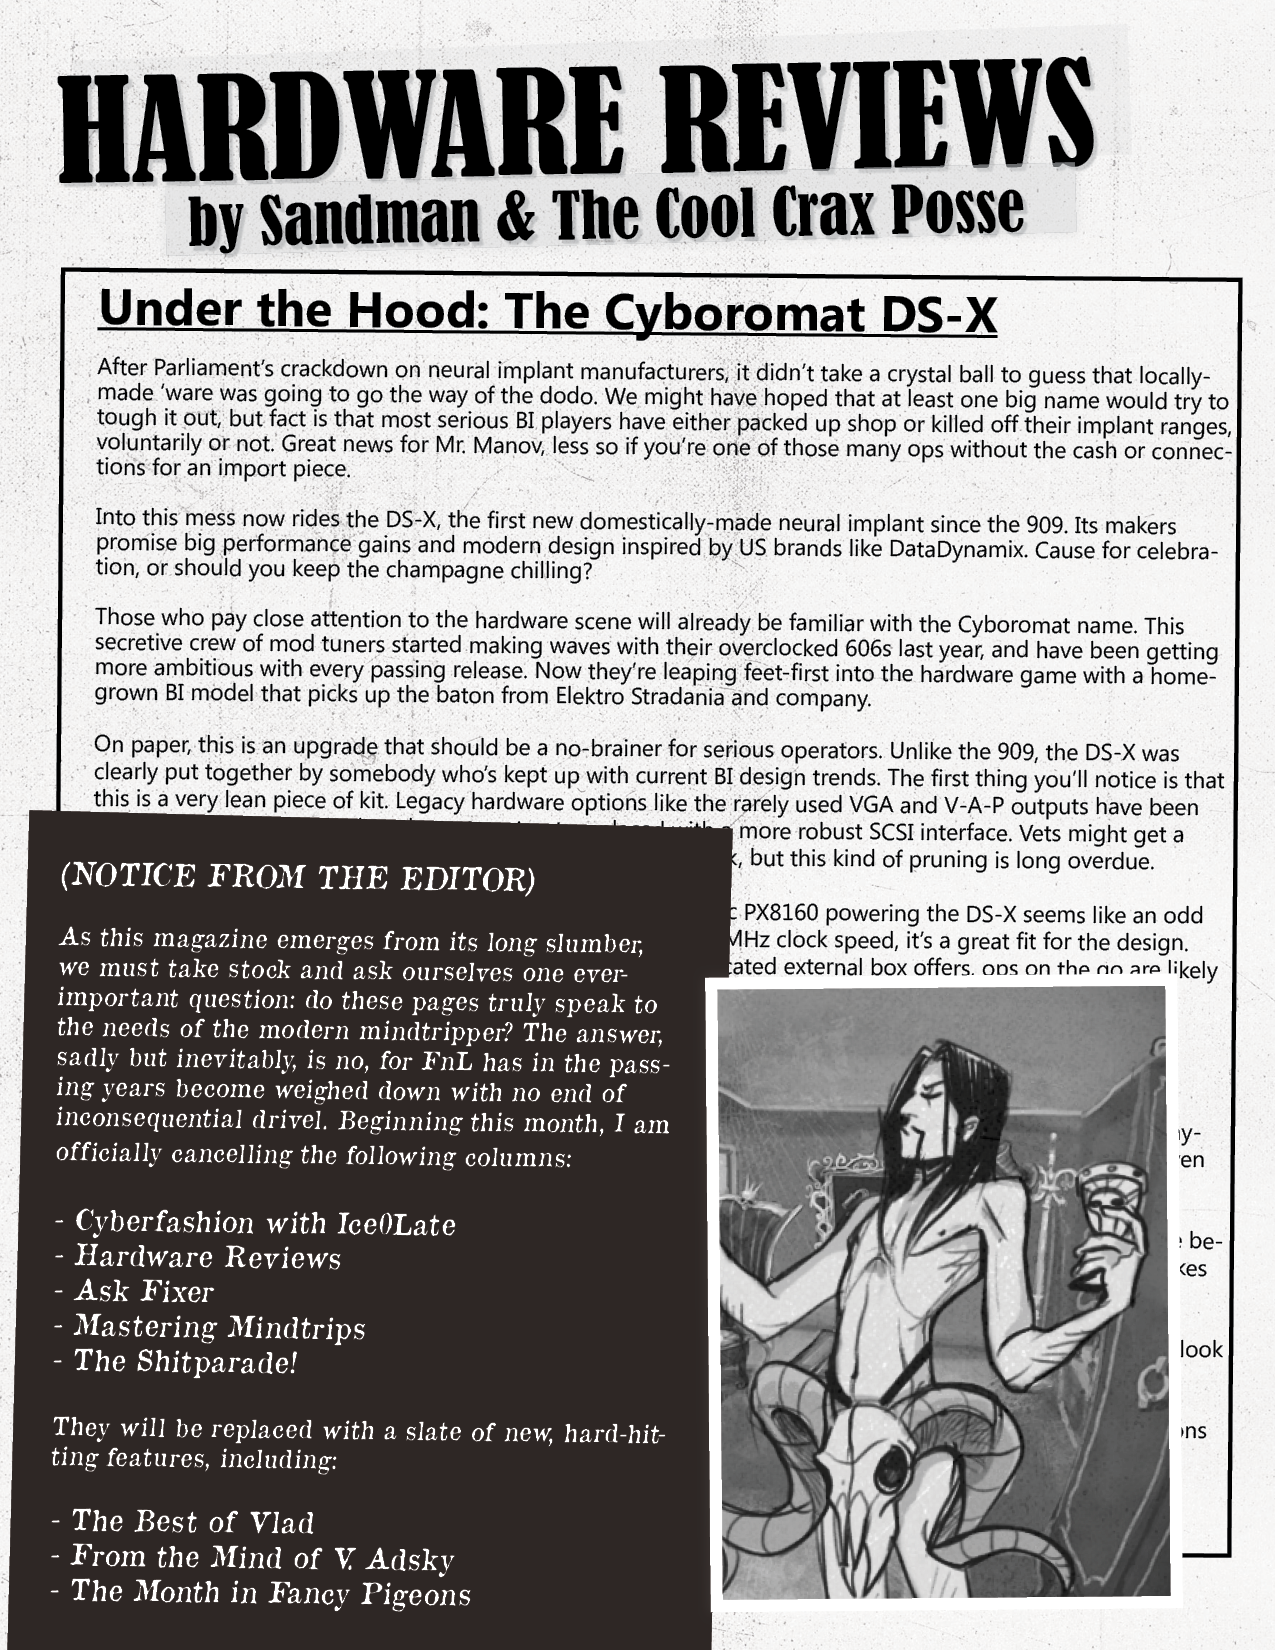 HARDWARE REVIEWS
by Sandman & The Cool Crax Posse
Under the Hood: The Cyboromat DS-X
After Parliament's crackdown on neural implant manufacturers, it didn't take a crystal ball to guess that locally-
made 'ware was going to go the way of the dodo. We might have hoped that at least one big name would try to
tough it out, but fact is that most serious BI players have either packed up shop or killed off their implant ranges,
voluntarily or not. Great news for Mr. Manov, less so if you're one of those many ops without the cash or connec-
tions for an import piece.
Into this mess now rides the DS-X, the first new domestically-made neural implant since the 909. Its makers
promise big performance gains and modern design inspired by US brands like DataDynamix. Cause for celebra-
tion, or should you keep the champagne chilling?
Those who pay close attention to the hardware scene will already be familiar with the Cyboromat name. This
secretive crew of mod tuners started making waves with their overclocked 606s last year, and have been getting
more ambitious with every passing release. Now they're leaping feet-first into the hardware game with a home-
grown BI model that picks up the baton from Elektro Stradania and company.
On paper, this is an upgrade that should be a no-brainer for serious operators. Unlike the 909, the DS-X was
clearly put together by somebody who's kept up with current BI design trends. The first thing you'll notice is that
this is a very lean piece of kit. Legacy hardware options like the rarely used VGA and V-A-P outputs have been
more robust SCSI interface. Vets might get a
, but this kind of pruning is long overdue.
PX8160 powering the DS-X seems like an odd
MHz clock speed, it's a great fit for the design.
external box offers, ops on the go are likely
look
(NOTICE FROM THE EDITOR)
As this magazine emerges from its long slumber,
we must take stock and ask ourselves one ever-
important question: do these pages truly speak to
the needs of the modern mindtripper? The answer,
sadly but inevitably, is no, for FnL has in the pass-
ing years become weighed down with no end of
inconsequential drivel. Beginning this month, I am
officially cancelling the following columns:
- Cyberfashion with Ice0Late
- Hardware Reviews
- Ask Fixer
- Mastering Mindtrips
- The Shitparade!
They will be replaced with a slate of new, hard-hit-
ting features, including:
- The Best of Vlad
- From the Mind of V. Adsky
- The Month in Fancy Pigeons